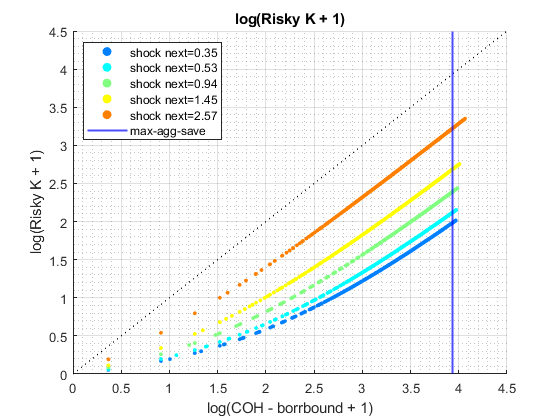 log(Risky K + 1)
4.5
4
3.5
3
2.5
2
1.5
1
0.5
0
log(Risky K + 1)
shock next=0.35
shock next=0.53
shock next=0.94
shock next=1.45
shock next=2.57
max-agg-save
0 0.5 1 1.5 2 2.5 3 3.5 4 4.5
log(COH - borrbound + 1)